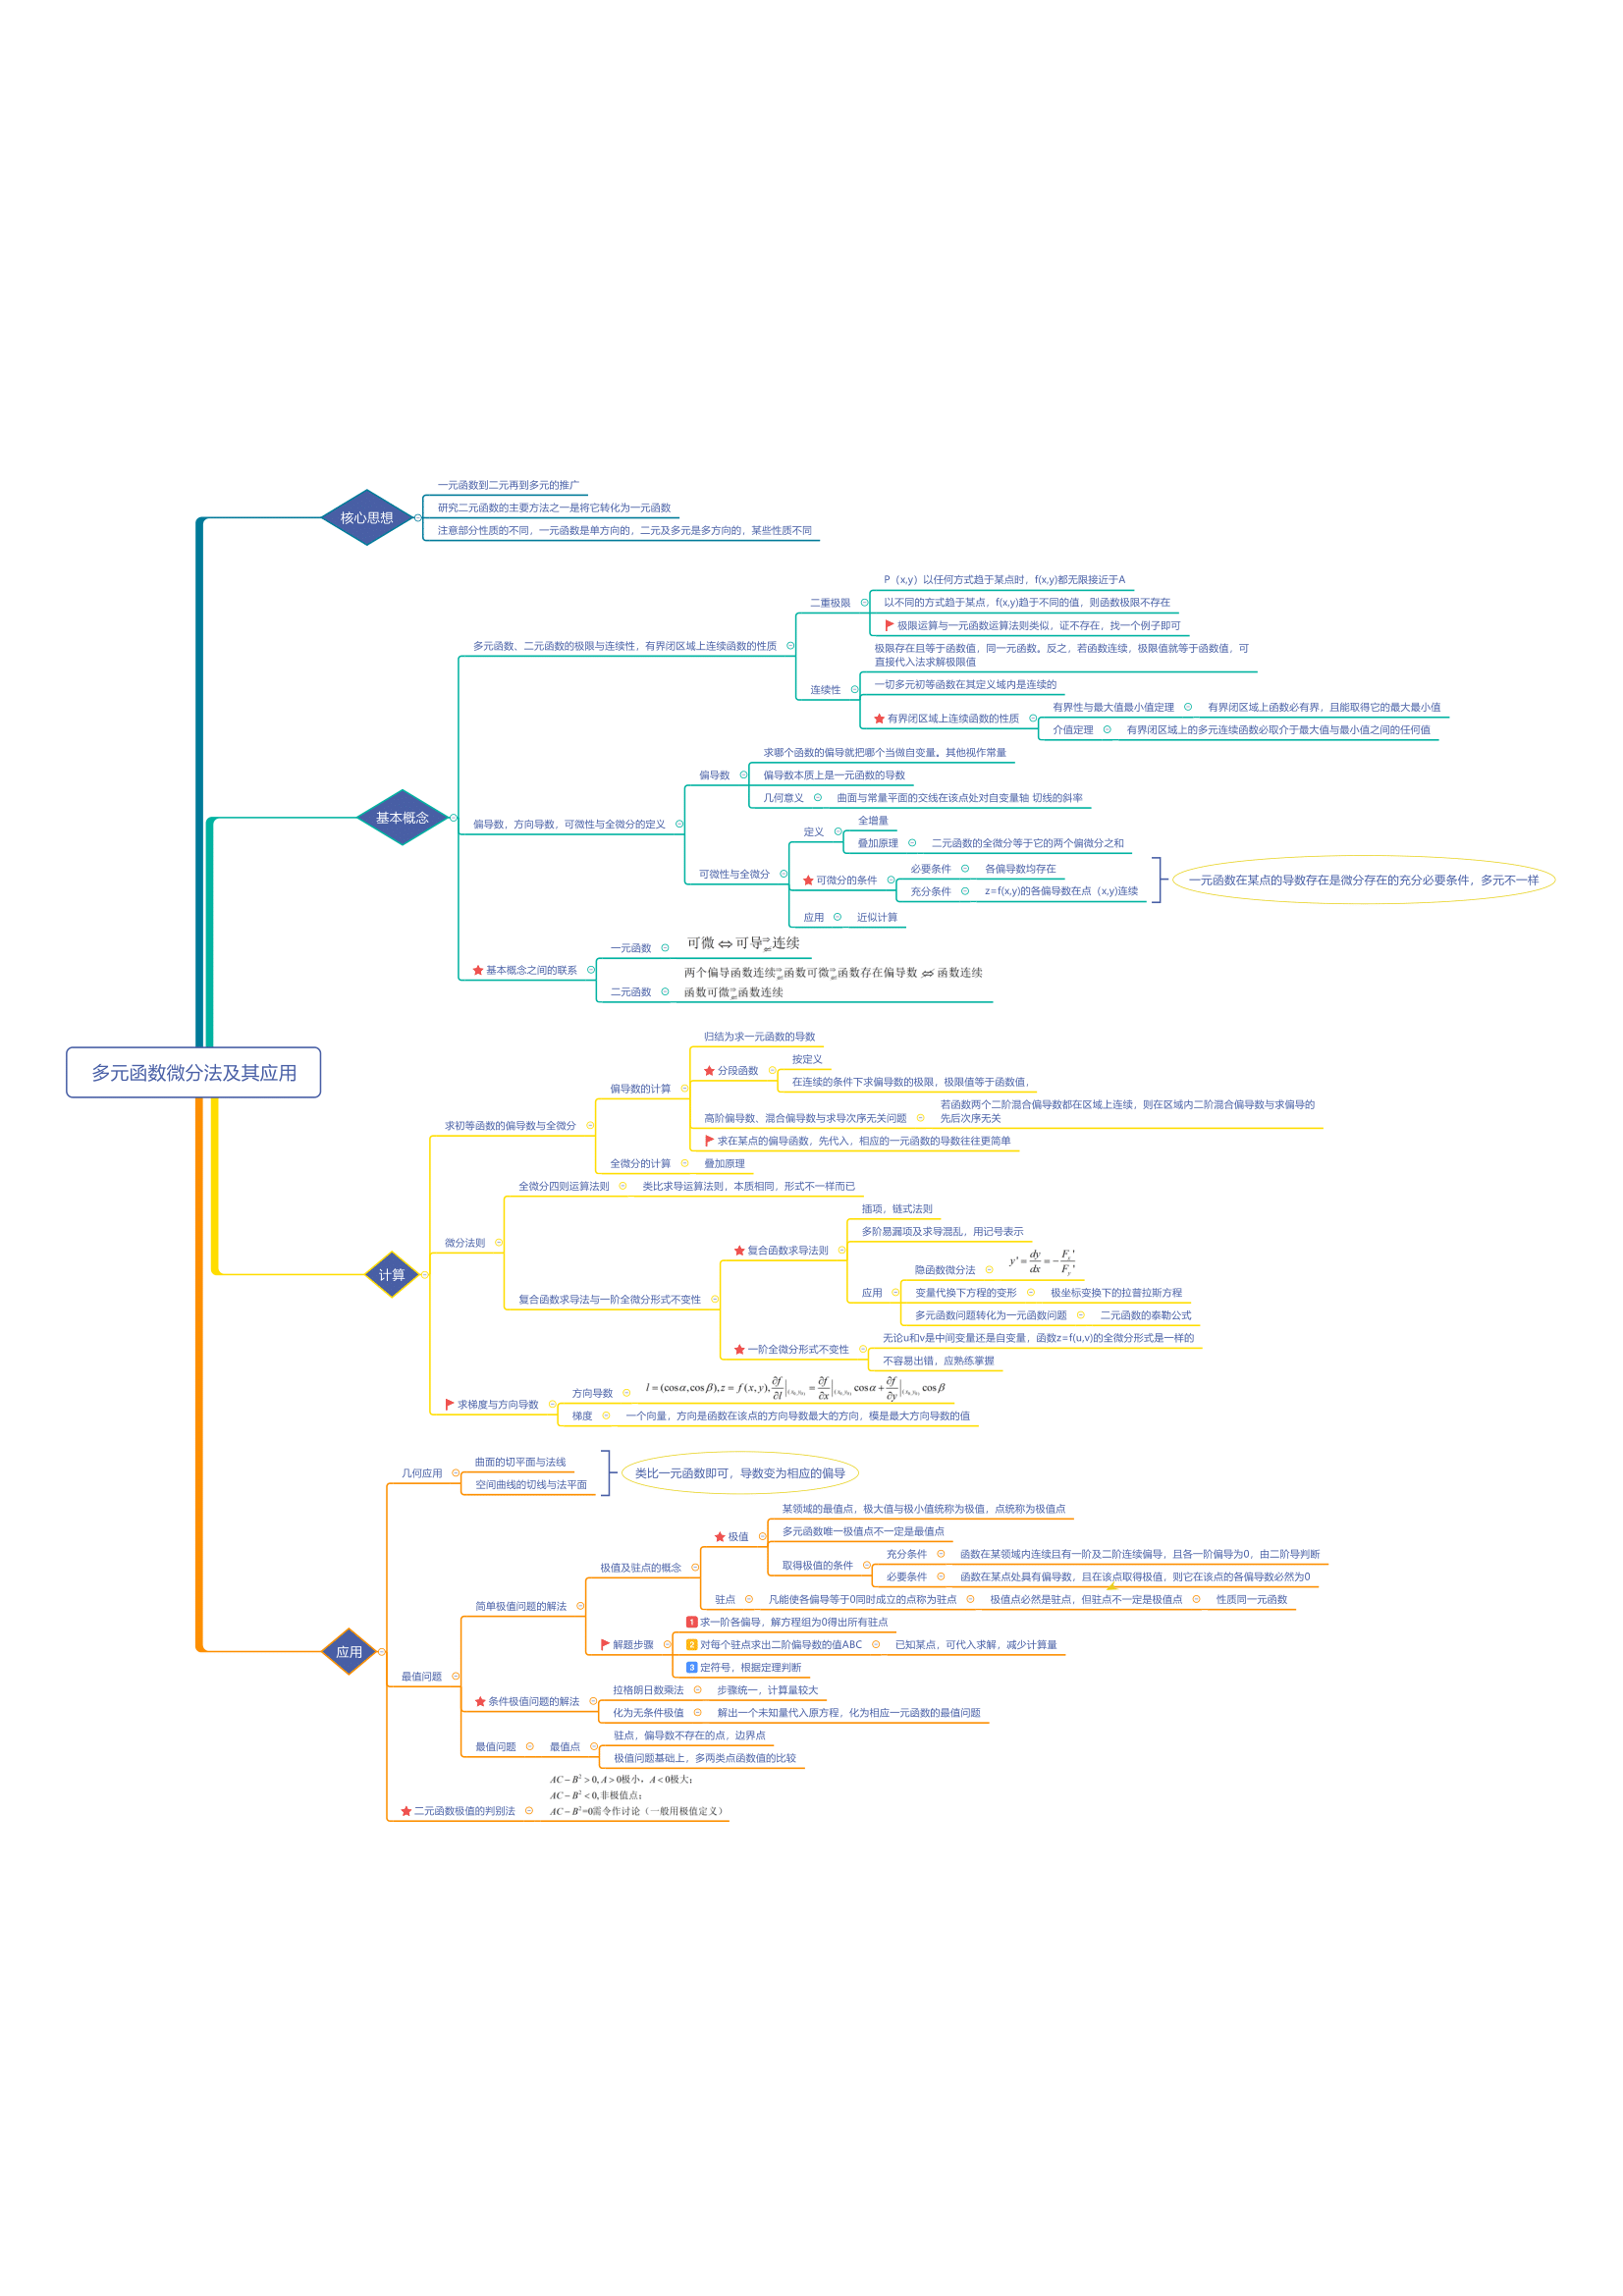 多元函数微分法及其应用
核心思想
一元函数到二元再到多元的推广
研究二元函数的主要方法之一是将它转化为一元函数
注意部分性质的不同，一元函数是单方向的，二元及多元是多方向的，某些性质不同
基本概念
多元函数、二元函数的极限与连续性，有界闭区域上连续函数的性质
二重极限
P（x,y）以任何方式趋于某点时，f(x,y)都无限接近于A
以不同的方式趋于某点，f(x,y)趋于不同的值，则函数极限不存在
极限运算与一元函数运算法则类似，证不存在，找一个例子即可
连续性
极限存在且等于函数值，同一元函数。反之，若函数连续，极限值就等于函数值，可
直接代入法求解极限值
一切多元初等函数在其定义域内是连续的
有界闭区域上连续函数的性质
有界性与最大值最小值定理
有界闭区域上函数必有界，且能取得它的最大最小值
介值定理
有界闭区域上的多元连续函数必取介于最大值与最小值之间的任何值
偏导数，方向导数，可微性与全微分的定义
偏导数
求哪个函数的偏导就把哪个当做自变量。其他视作常量
偏导数本质上是一元函数的导数
几何意义
曲面与常量平面的交线在该点处对自变量轴 切线的斜率
可微性与全微分
定义
全增量
叠加原理
二元函数的全微分等于它的两个偏微分之和
可微分的条件
必要条件
各偏导数均存在
充分条件
z=f(x,y)的各偏导数在点（x,y)连续
一元函数在某点的导数存在是微分存在的充分必要条件，多元不一样
应用
近似计算
基本概念之间的联系
一元函数
可微⇔可导⇒⇍连续
二元函数
两个偏导函数连续⇒⇍函数可微⇒⇍函数存在偏导数⇎函数连续
函数可微⇒⇍函数连续
计算
求初等函数的偏导数与全微分
偏导数的计算
归结为求一元函数的导数
分段函数
按定义
在连续的条件下求偏导数的极限，极限值等于函数值，
高阶偏导数、混合偏导数与求导次序无关问题
若函数两个二阶混合偏导数都在区域上连续，则在区域内二阶混合偏导数与求偏导的
先后次序无关
求在某点的偏导函数，先代入，相应的一元函数的导数往往更简单
全微分的计算
叠加原理
微分法则
全微分四则运算法则
类比求导运算法则，本质相同，形式不一样而已
复合函数求导法与一阶全微分形式不变性
复合函数求导法则
插项，链式法则
多阶易漏项及求导混乱，用记号表示
应用
隐函数微分法
y'=dy/dx=-Fx'/Fy'
变量代换下方程的变形
极坐标变换下的拉普拉斯方程
多元函数问题转化为一元函数问题
二元函数的泰勒公式
一阶全微分形式不变性
无论u和v是中间变量还是自变量，函数z=f(u,v)的全微分形式是一样的
不容易出错，应熟练掌握
求梯度与方向导数
方向导数
l=(cosα,cosβ),z=f(x,y),∂f/∂l|(x₀,y₀)=∂f/∂x|(x₀,y₀)cosα+∂f/∂y|(x₀,y₀)cosβ
梯度
一个向量，方向是函数在该点的方向导数最大的方向，模是最大方向导数的值
应用
几何应用
曲面的切平面与法线
空间曲线的切线与法平面
类比一元函数即可，导数变为相应的偏导
最值问题
简单极值问题的解法
极值及驻点的概念
极值
某领域的最值点，极大值与极小值统称为极值，点统称为极值点
多元函数唯一极值点不一定是最值点
取得极值的条件
充分条件
函数在某领域内连续且有一阶及二阶连续偏导，且各一阶偏导为0，由二阶导判断
必要条件
函数在某点处具有偏导数，且在该点取得极值，则它在该点的各偏导数必然为0
驻点
凡能使各偏导等于0同时成立的点称为驻点
极值点必然是驻点，但驻点不一定是极值点
性质同一元函数
解题步骤
1 求一阶各偏导，解方程组为0得出所有驻点
2 对每个驻点求出二阶偏导数的值ABC
已知某点，可代入求解，减少计算量
3 定符号，根据定理判断
条件极值问题的解法
拉格朗日数乘法
步骤统一，计算量较大
化为无条件极值
解出一个未知量代入原方程，化为相应一元函数的最值问题
最值问题
最值点
驻点，偏导数不存在的点，边界点
极值问题基础上，多两类点函数值的比较
二元函数极值的判别法
AC−B²>0,A>0极小，A<0极大；
AC−B²<0,非极值点；
AC−B²=0需令作讨论（一般用极值定义）